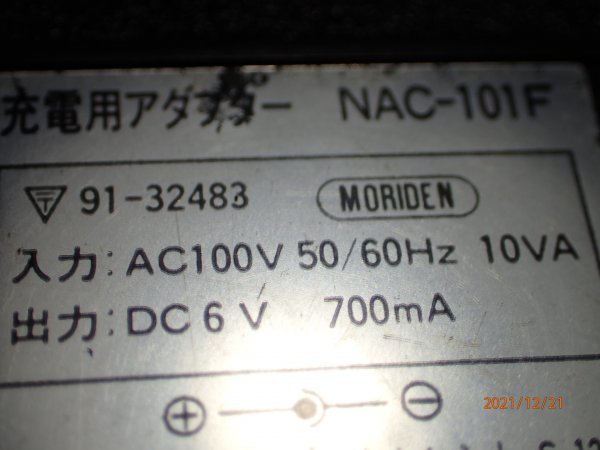 充電用アダプター NAC-101F
〒 91-32483 MORIDEN
入力:AC100V 50/60Hz 10VA
出力:DC 6 V 700mA
⊕ ⊖
2021/12/21